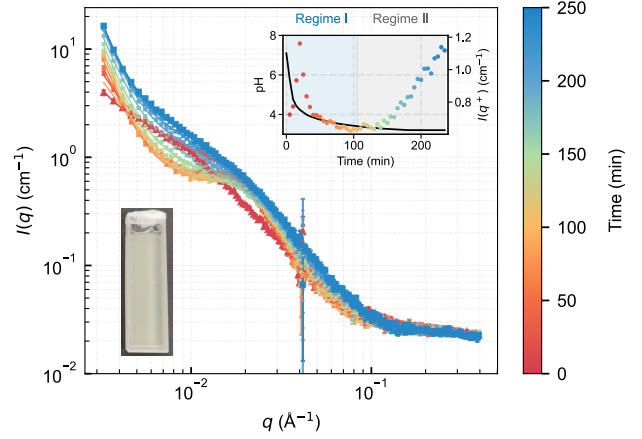 Regime I Regime II
8
6
4
pH
1.2
1.0
0.8
I(q⁺) (cm⁻¹)
0 100 200
Time (min)
10¹
10⁰
10⁻¹
10⁻²
I(q) (cm⁻¹)
10⁻² 10⁻¹
q (Å⁻¹)
250
200
150
100
50
0
Time (min)